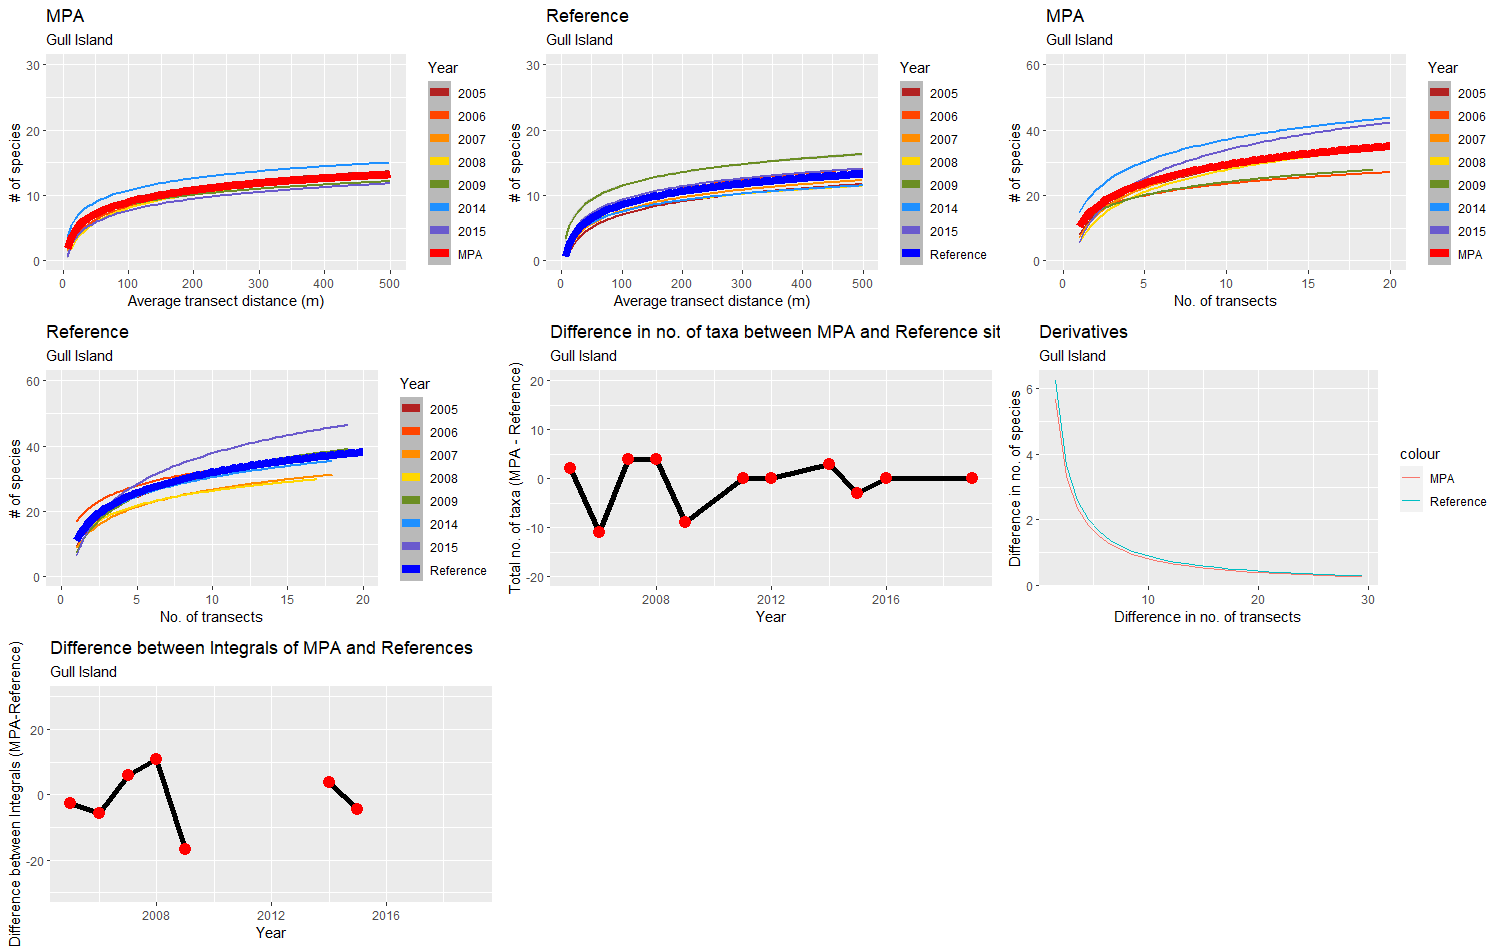 MPA
Gull Island
# of species
30
20
10
0
0 100 200 300 400 500
Average transect distance (m)
Year
2005
2006
2007
2008
2009
2014
2015
MPA
Reference
Gull Island
# of species
30
20
10
0
0 100 200 300 400 500
Average transect distance (m)
Year
2005
2006
2007
2008
2009
2014
2015
Reference
MPA
Gull Island
# of species
60
40
20
0
0 5 10 15 20
No. of transects
Year
2005
2006
2007
2008
2009
2014
2015
MPA
Reference
Gull Island
# of species
60
40
20
0
0 5 10 15 20
No. of transects
Year
2005
2006
2007
2008
2009
2014
2015
Reference
Difference in no. of taxa between MPA and Reference sit
Gull Island
Total no. of taxa (MPA - Reference)
20
10
0
-10
-20
2008 2012 2016
Year
Derivatives
Gull Island
Difference in no. of species
6
4
2
0
10 20 30
Difference in no. of transects
colour
MPA
Reference
Difference between Integrals of MPA and References
Gull Island
Difference between Integrals (MPA-Reference)
20
0
-20
2008 2012 2016
Year